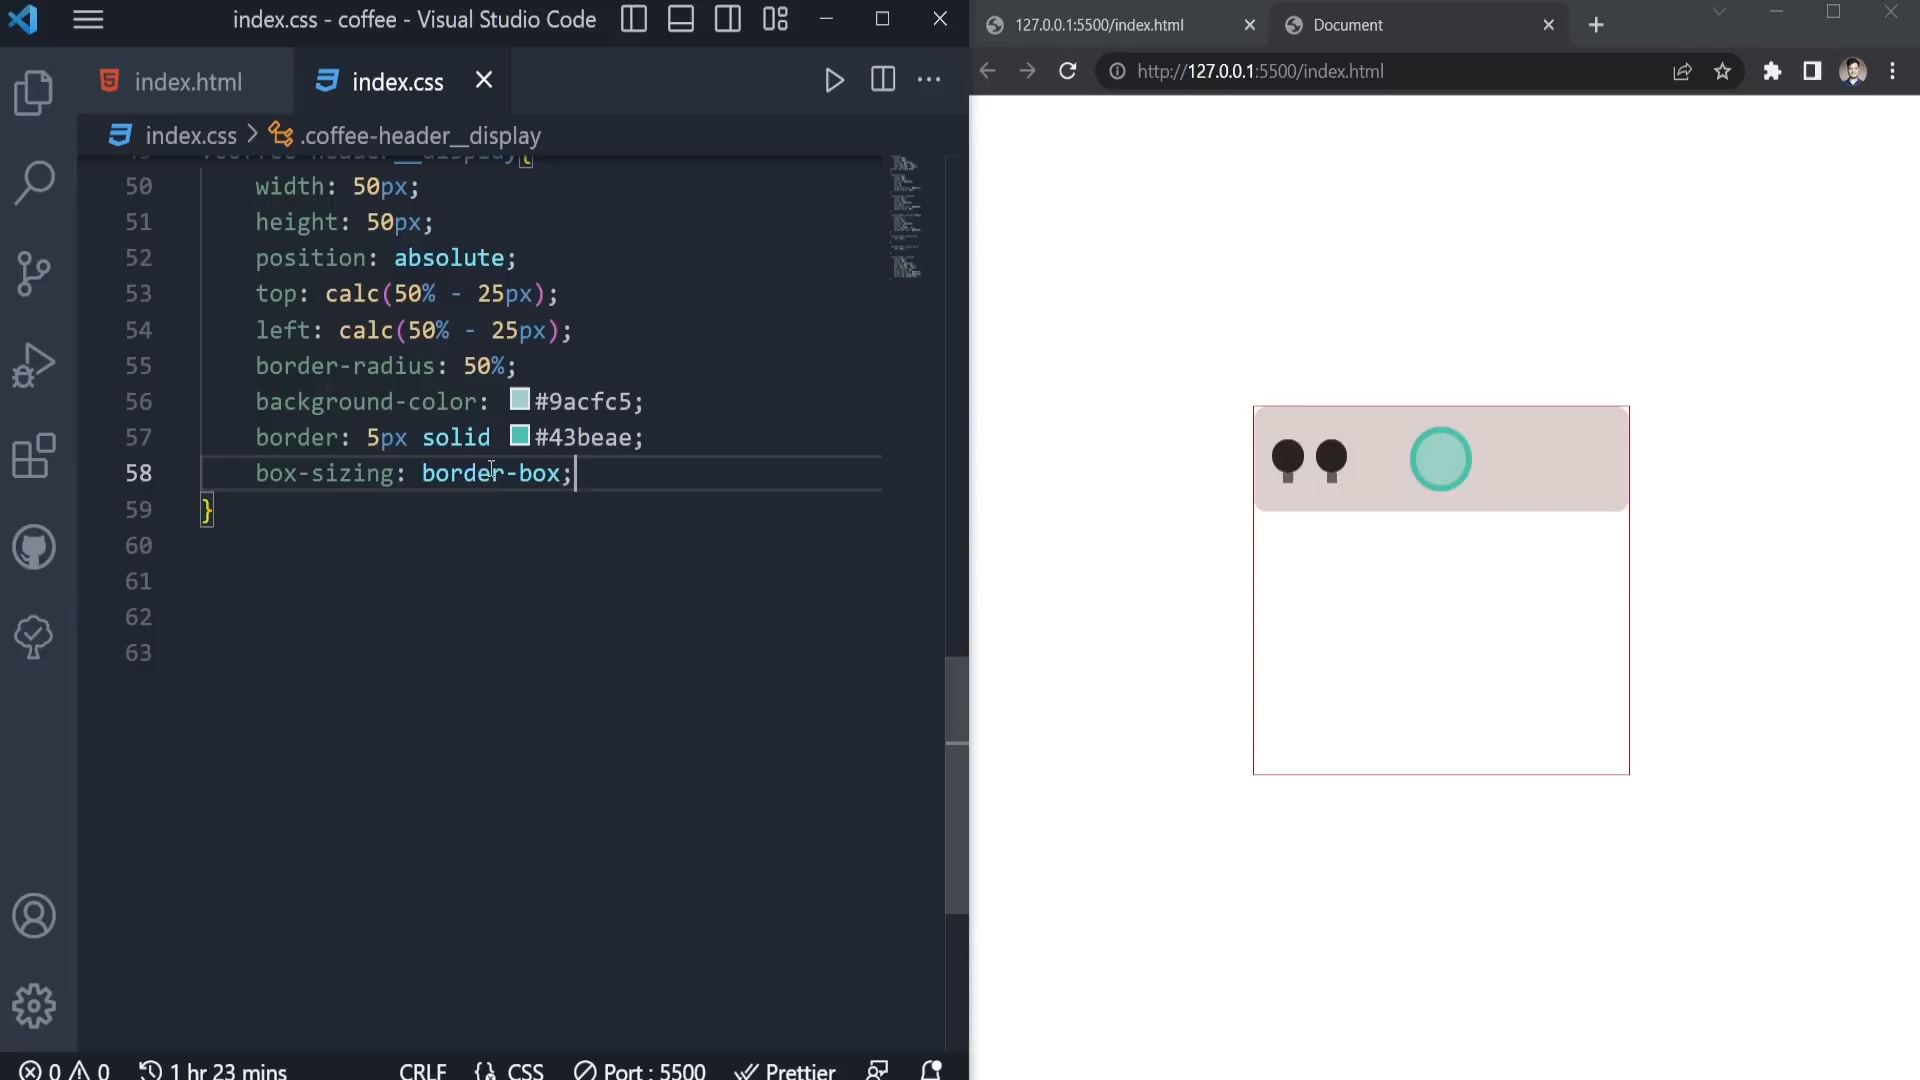 index.css - coffee - Visual Studio Code
index.html
index.css
index.css > .coffee-header__display
.coffee-header__display{
50 width: 50px;
51 height: 50px;
52 position: absolute;
53 top: calc(50% - 25px);
54 left: calc(50% - 25px);
55 border-radius: 50%;
56 background-color: #9acfc5;
57 border: 5px solid #43beae;
58 box-sizing: border-box;
59 }
60
61
62
63
0 0 1 hr 23 mins CRLF CSS Port : 5500 Prettier
127.0.0.1:5500/index.html
Document
http://127.0.0.1:5500/index.html